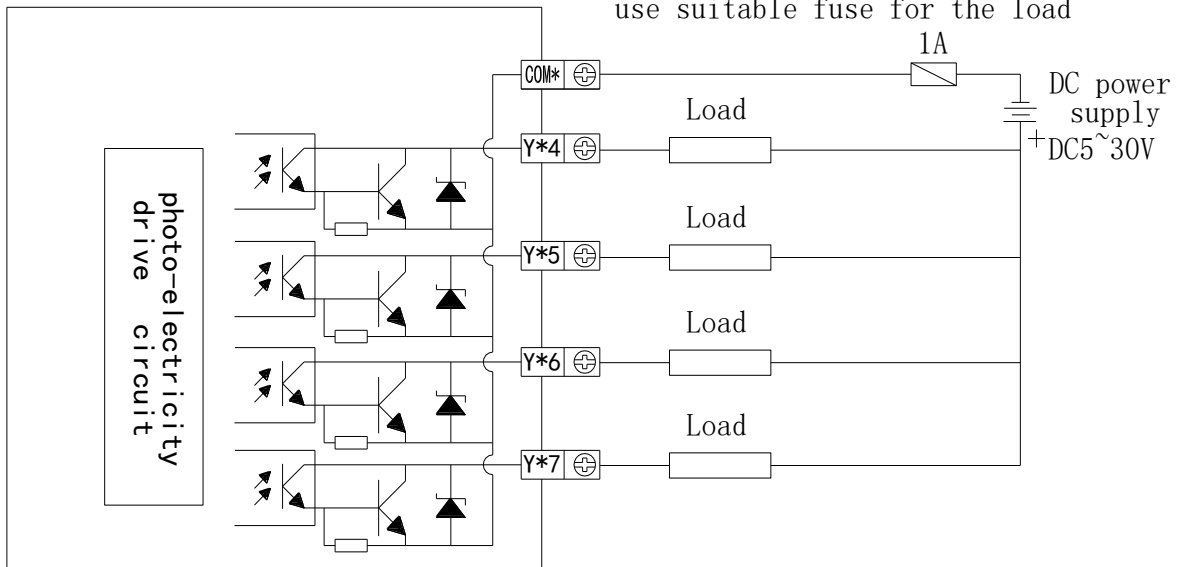 use suitable fuse for the load
1A
COM*
DC power
supply
+DC5~30V
Load
Y*4
Load
Y*5
Load
Y*6
Load
Y*7
photo-electricity
drive circuit